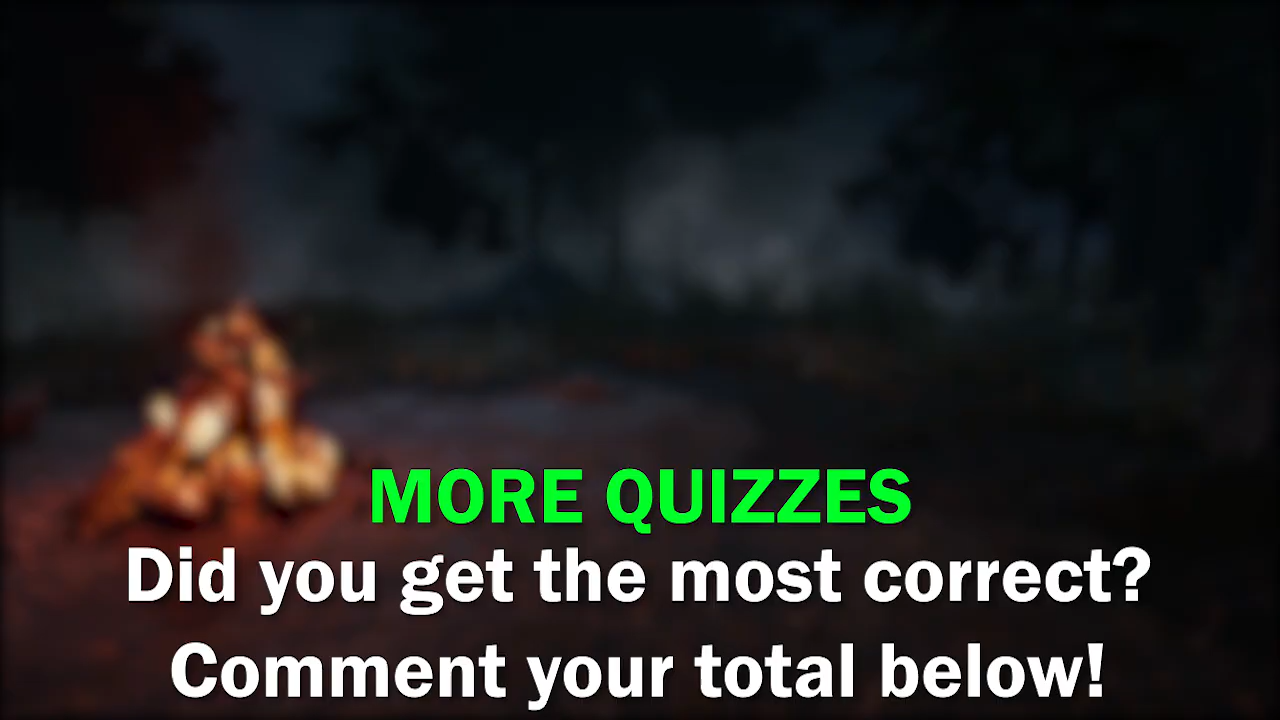 MORE QUIZZES
Did you get the most correct?
Comment your total below!